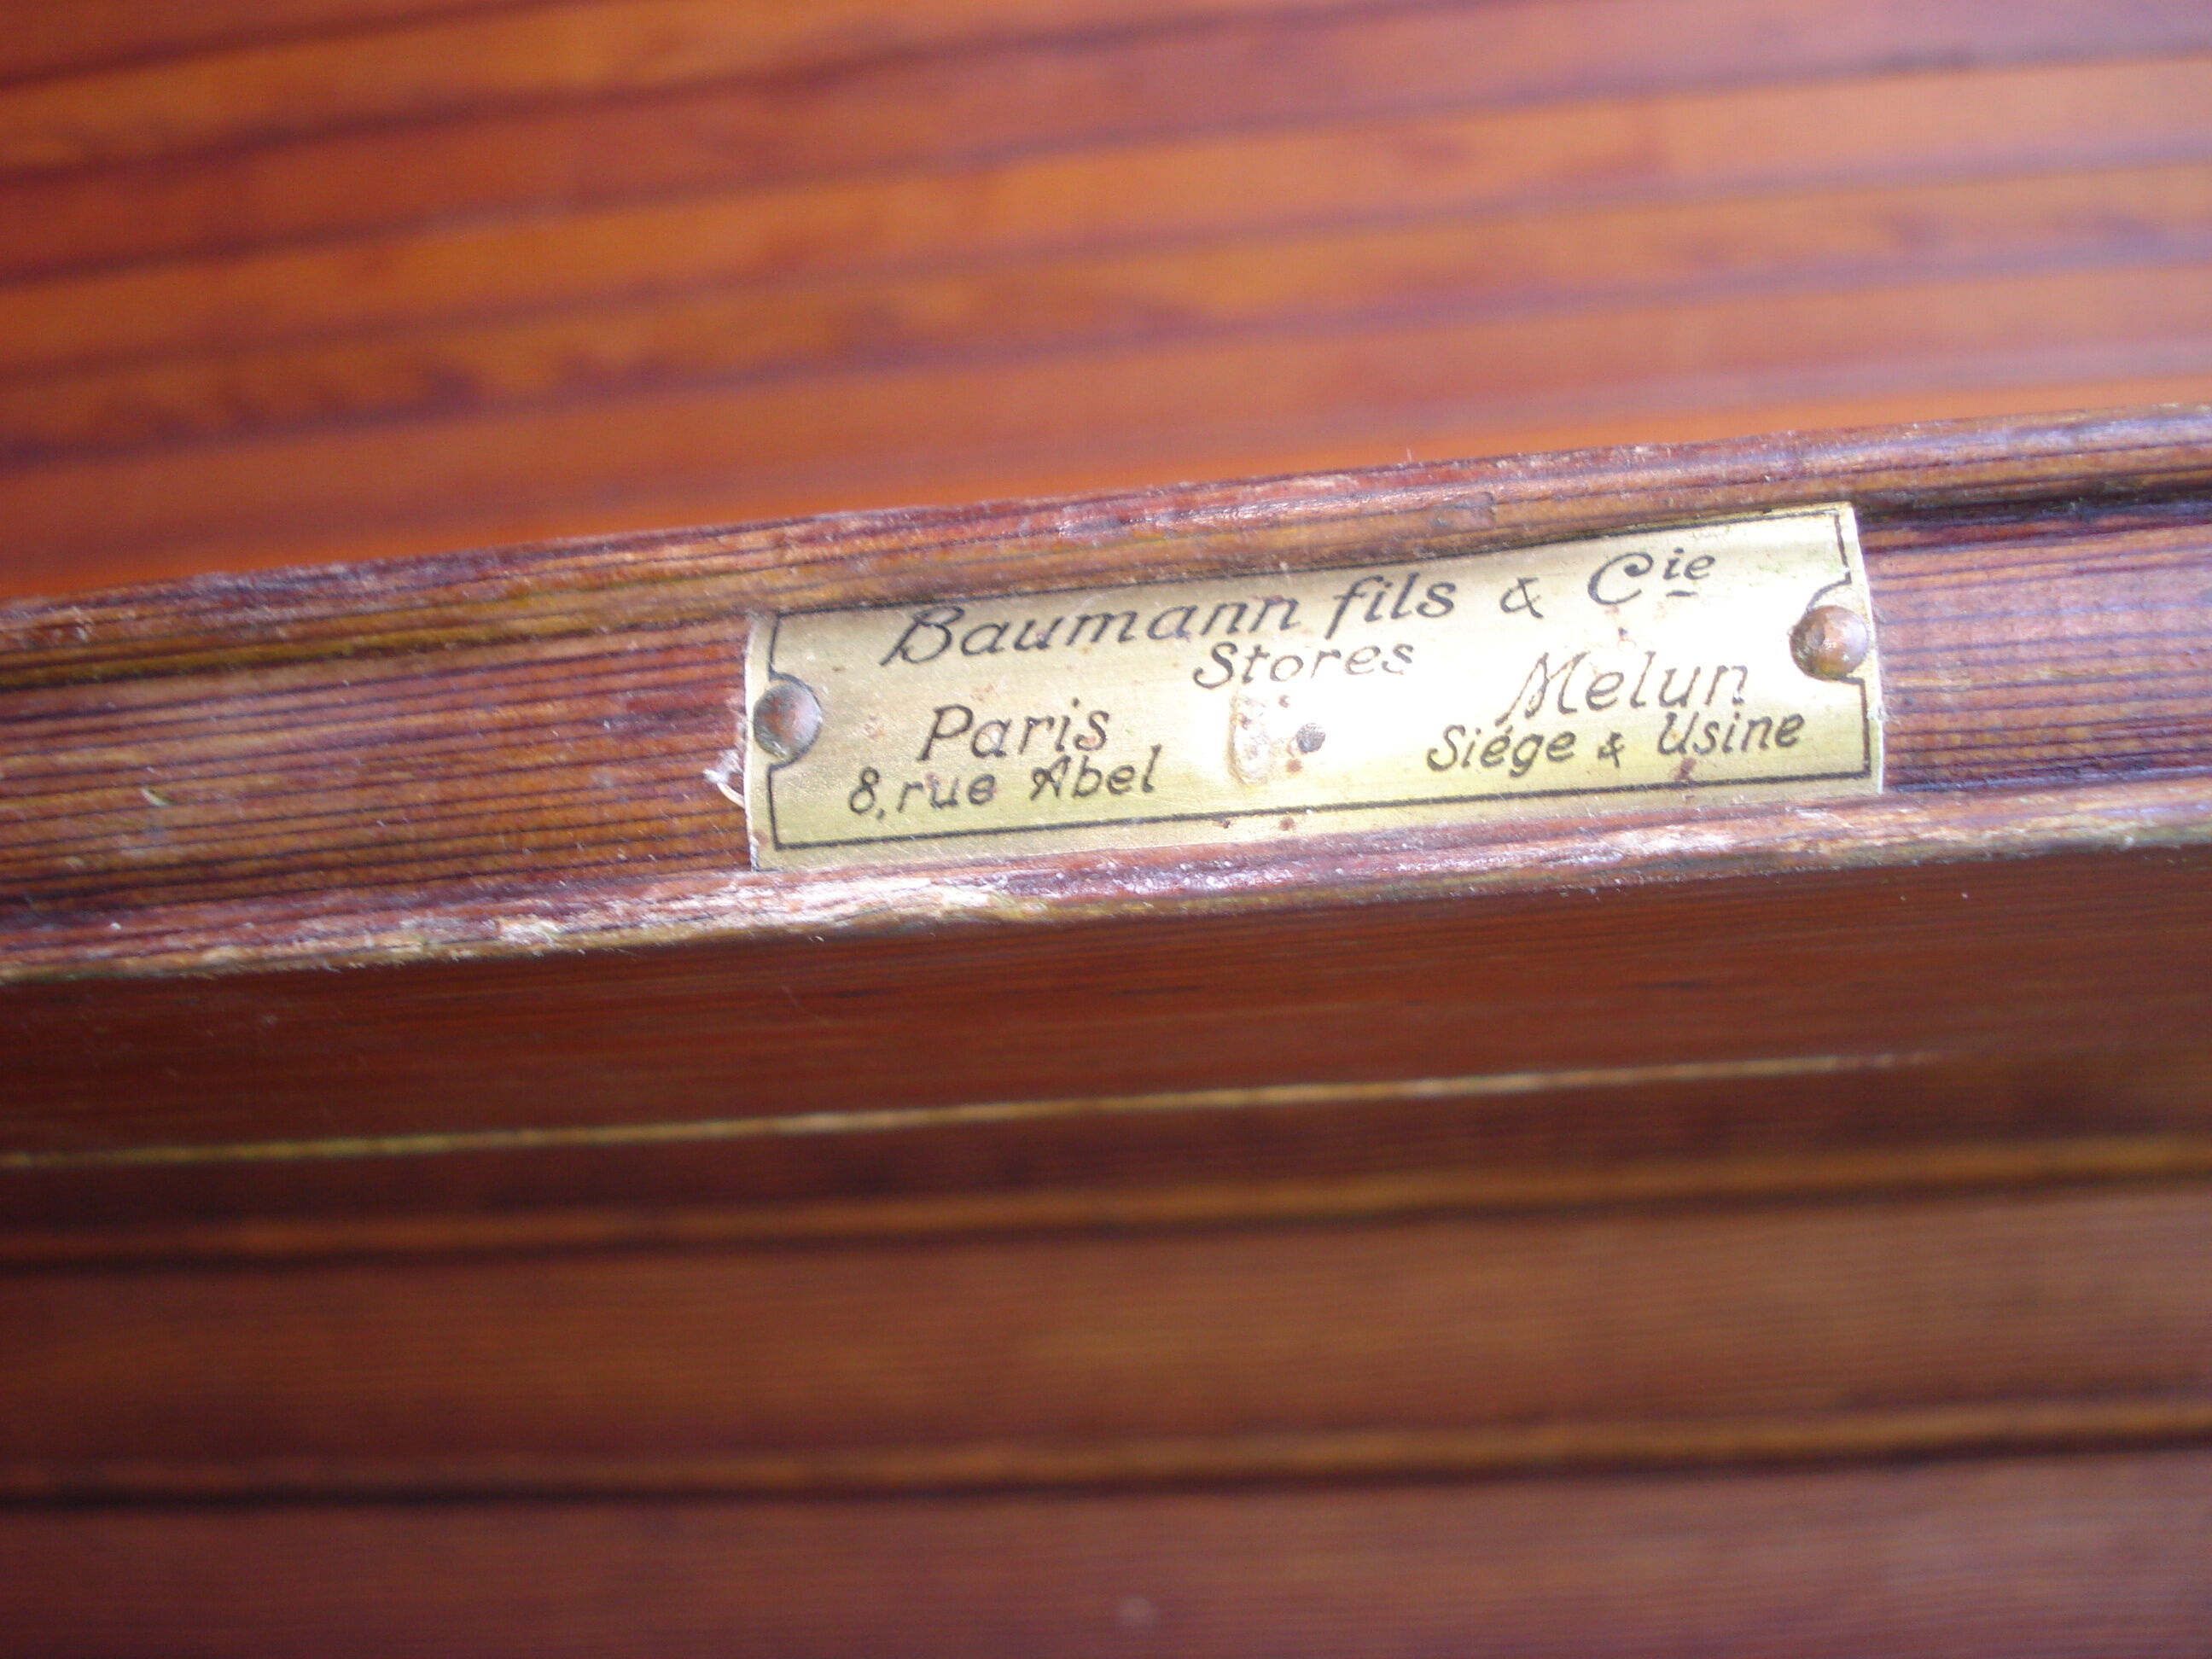 Baumann fils & Cie
Stores
Paris
8, rue Abel
Melun
Siége & Usine